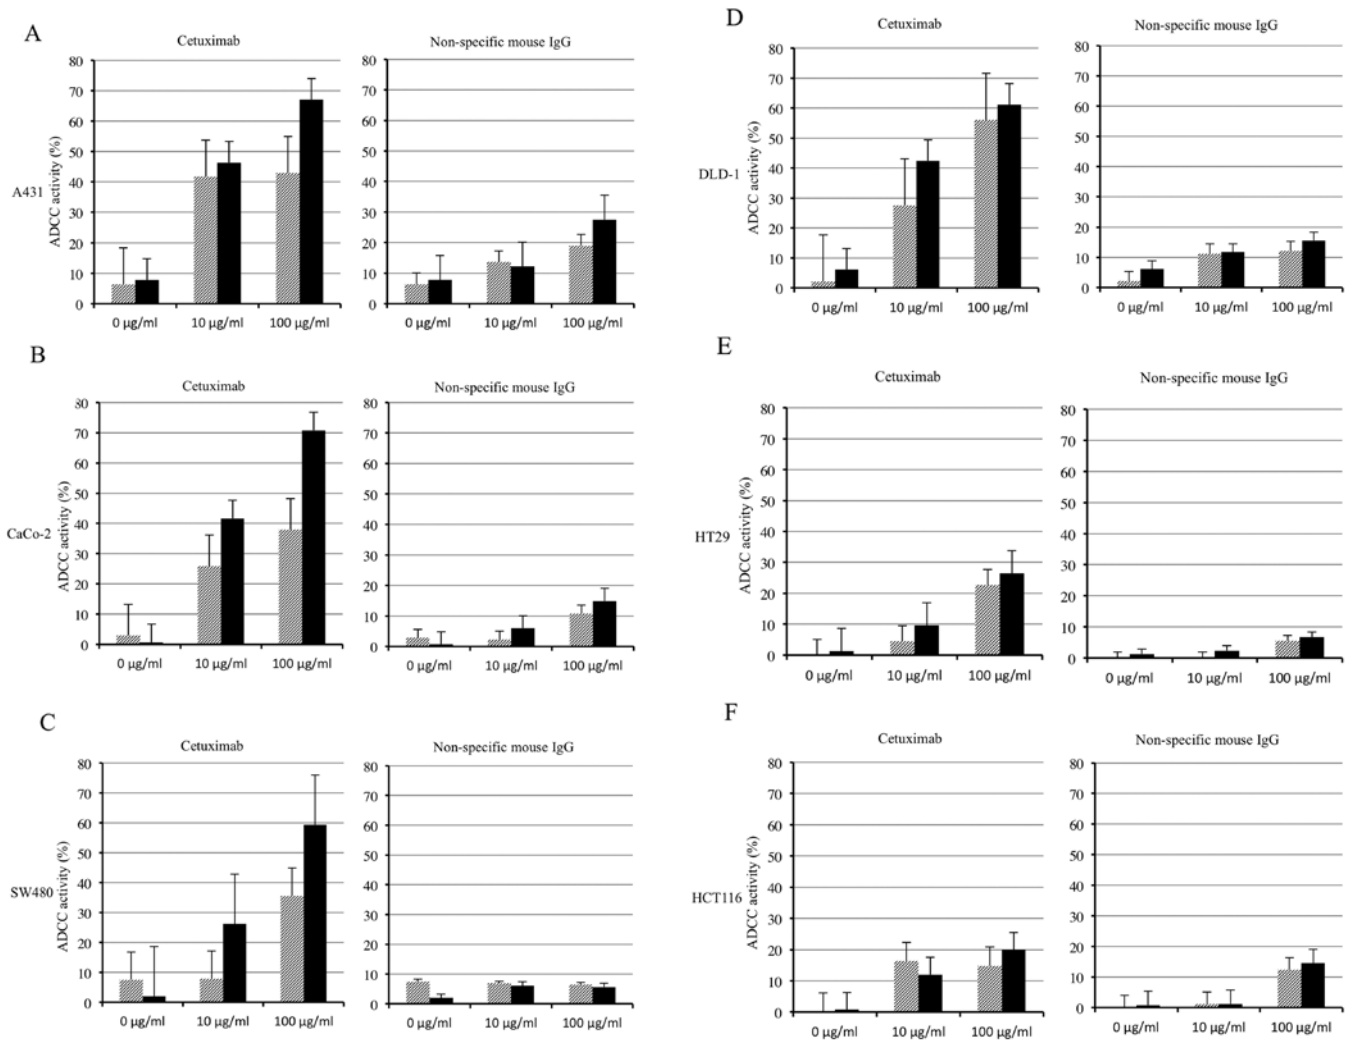 A
Cetuximab
Non-specific mouse IgG
A431
ADCC activity (%)
80
70
60
50
40
30
20
10
0
0 µg/ml
10 µg/ml
100 µg/ml
80
70
60
50
40
30
20
10
0
0 µg/ml
10 µg/ml
100 µg/ml
B
Cetuximab
Non-specific mouse IgG
CaCo-2
ADCC activity (%)
80
70
60
50
40
30
20
10
0
0 µg/ml
10 µg/ml
100 µg/ml
80
70
60
50
40
30
20
10
0
0 µg/ml
10 µg/ml
100 µg/ml
C
Cetuximab
Non-specific mouse IgG
SW480
ADCC activity (%)
80
70
60
50
40
30
20
10
0
0 µg/ml
10 µg/ml
100 µg/ml
80
70
60
50
40
30
20
10
0
0 µg/ml
10 µg/ml
100 µg/ml
D
Cetuximab
Non-specific mouse IgG
DLD-1
ADCC activity (%)
80
70
60
50
40
30
20
10
0
0 µg/ml
10 µg/ml
100 µg/ml
80
70
60
50
40
30
20
10
0
0 µg/ml
10 µg/ml
100 µg/ml
E
Cetuximab
Non-specific mouse IgG
HT29
ADCC activity (%)
80
70
60
50
40
30
20
10
0
0 µg/ml
10 µg/ml
100 µg/ml
80
70
60
50
40
30
20
10
0
0 µg/ml
10 µg/ml
100 µg/ml
F
Cetuximab
Non-specific mouse IgG
HCT116
ADCC activity (%)
80
70
60
50
40
30
20
10
0
0 µg/ml
10 µg/ml
100 µg/ml
80
70
60
50
40
30
20
10
0
0 µg/ml
10 µg/ml
100 µg/ml